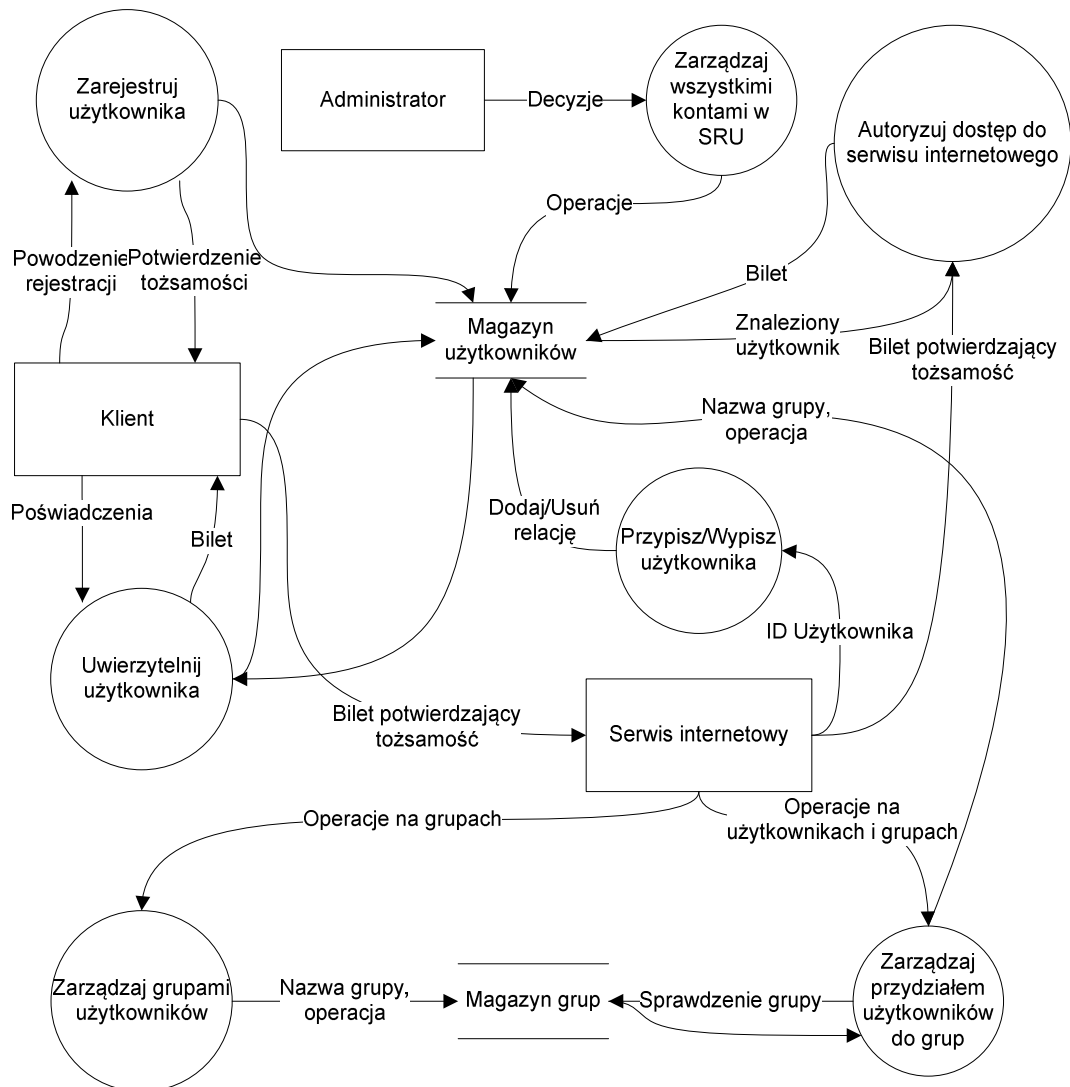 Zarejestruj
użytkownika
Administrator
Decyzje
Zarządzaj
wszystkimi
kontami w
SRU
Autoryzuj dostęp do
serwisu internetowego
Operacje
Powodzenie
rejestracji
Potwierdzenie
tożsamości
Bilet
Magazyn
użytkowników
Znaleziony
użytkownik
Bilet potwierdzający
tożsamość
Klient
Nazwa grupy,
operacja
Poświadczenia
Bilet
Dodaj/Usuń
relację
Przypisz/Wypisz
użytkownika
ID Użytkownika
Uwierzytelnij
użytkownika
Bilet potwierdzający
tożsamość
Serwis internetowy
Operacje na grupach
Operacje na
użytkownikach i grupach
Zarządzaj grupami
użytkowników
Nazwa grupy,
operacja
Magazyn grup
Sprawdzenie grupy
Zarządzaj
przydziałem
użytkowników
do grup